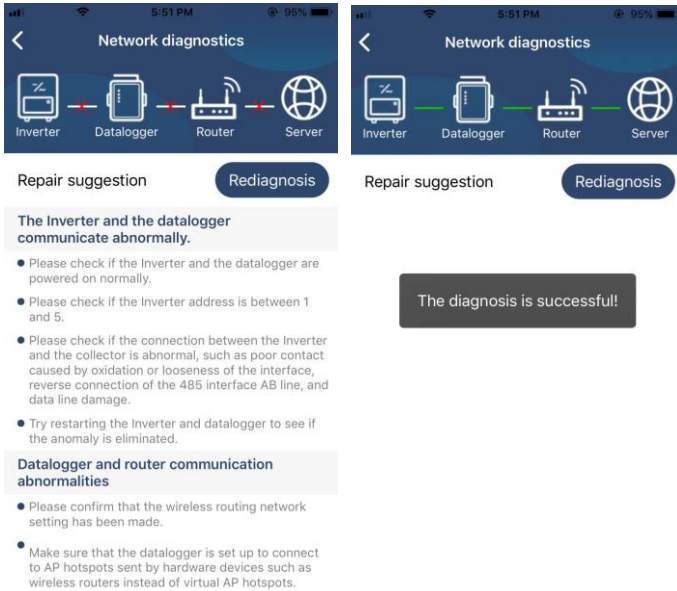 5:51 PM
95%
Network diagnostics
Inverter
Datalogger
Router
Server
Repair suggestion
Rediagnosis
The Inverter and the datalogger
communicate abnormally.
Please check if the Inverter and the datalogger are
powered on normally.
Please check if the Inverter address is between 1
and 5.
Please check if the connection between the Inverter
and the collector is abnormal, such as poor contact
caused by oxidation or looseness of the interface,
reverse connection of the 485 interface AB line, and
data line damage.
Try restarting the Inverter and datalogger to see if
the anomaly is eliminated.
Datalogger and router communication
abnormalities
Please confirm that the wireless routing network
setting has been made.
Make sure that the datalogger is set up to connect
to AP hotspots sent by hardware devices such as
wireless routers instead of virtual AP hotspots.
5:51 PM
95%
Network diagnostics
Inverter
Datalogger
Router
Server
Repair suggestion
Rediagnosis
The diagnosis is successful!